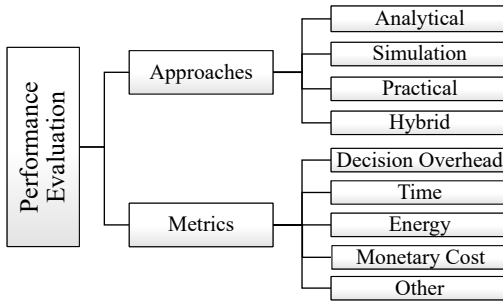 Performance
Evaluation
Approaches
Analytical
Simulation
Practical
Hybrid
Metrics
Decision Overhead
Time
Energy
Monetary Cost
Other